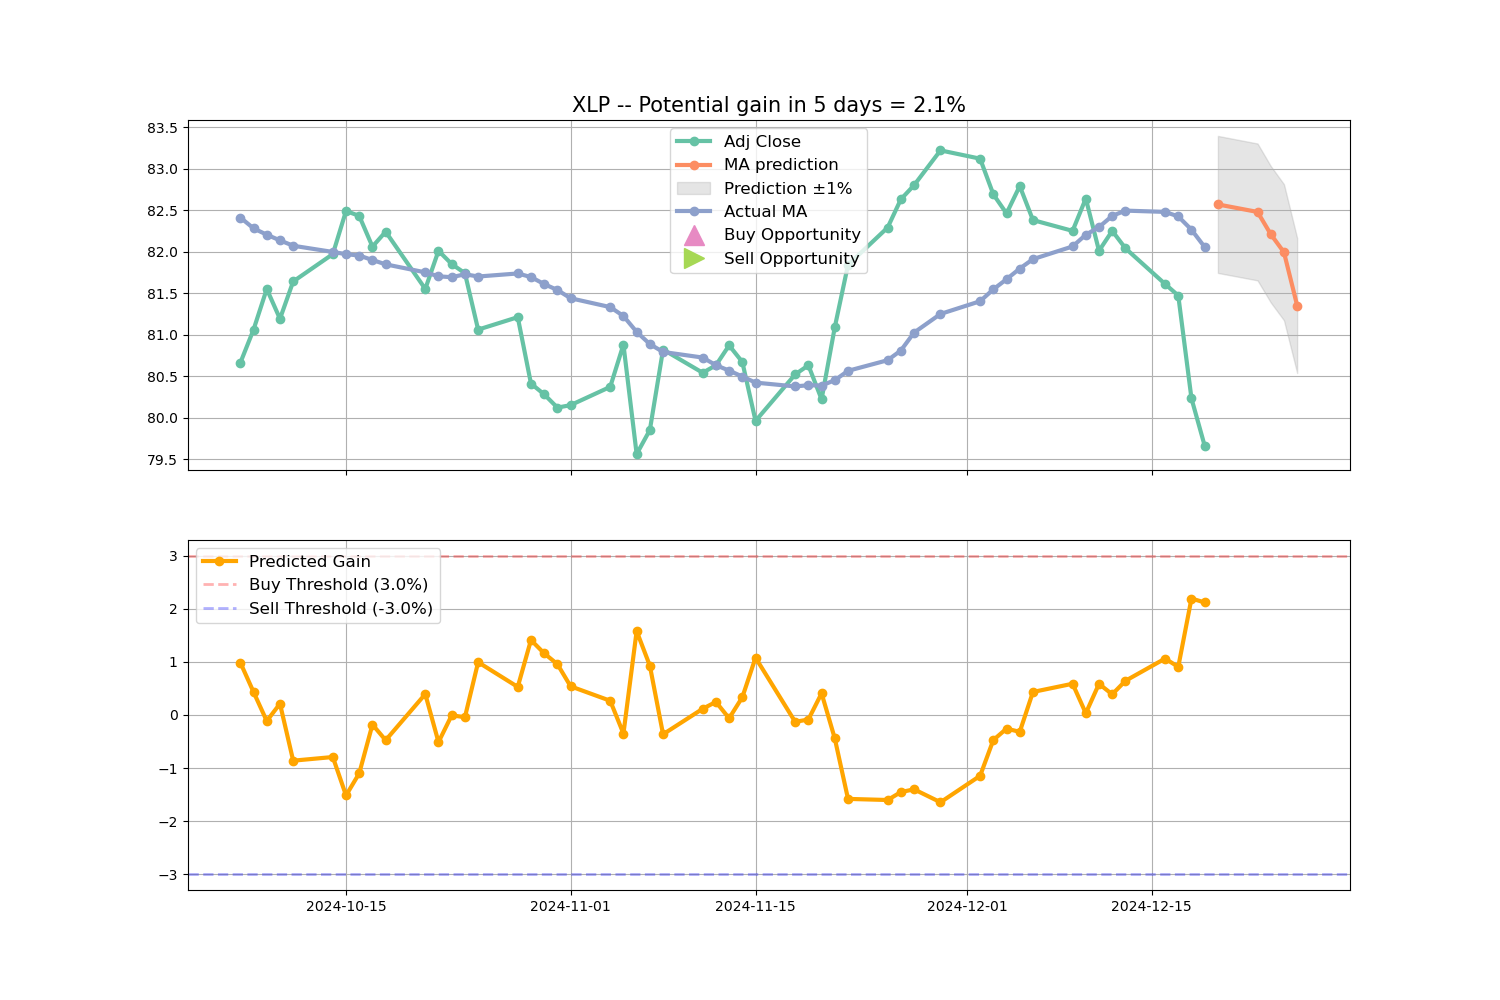 XLP -- Potential gain in 5 days = 2.1%
83.5
83.0
82.5
82.0
81.5
81.0
80.5
80.0
79.5
Adj Close
MA prediction
Prediction ±1%
Actual MA
Buy Opportunity
Sell Opportunity
3
2
1
0
−1
−2
−3
Predicted Gain
Buy Threshold (3.0%)
Sell Threshold (-3.0%)
2024-10-15
2024-11-01
2024-11-15
2024-12-01
2024-12-15